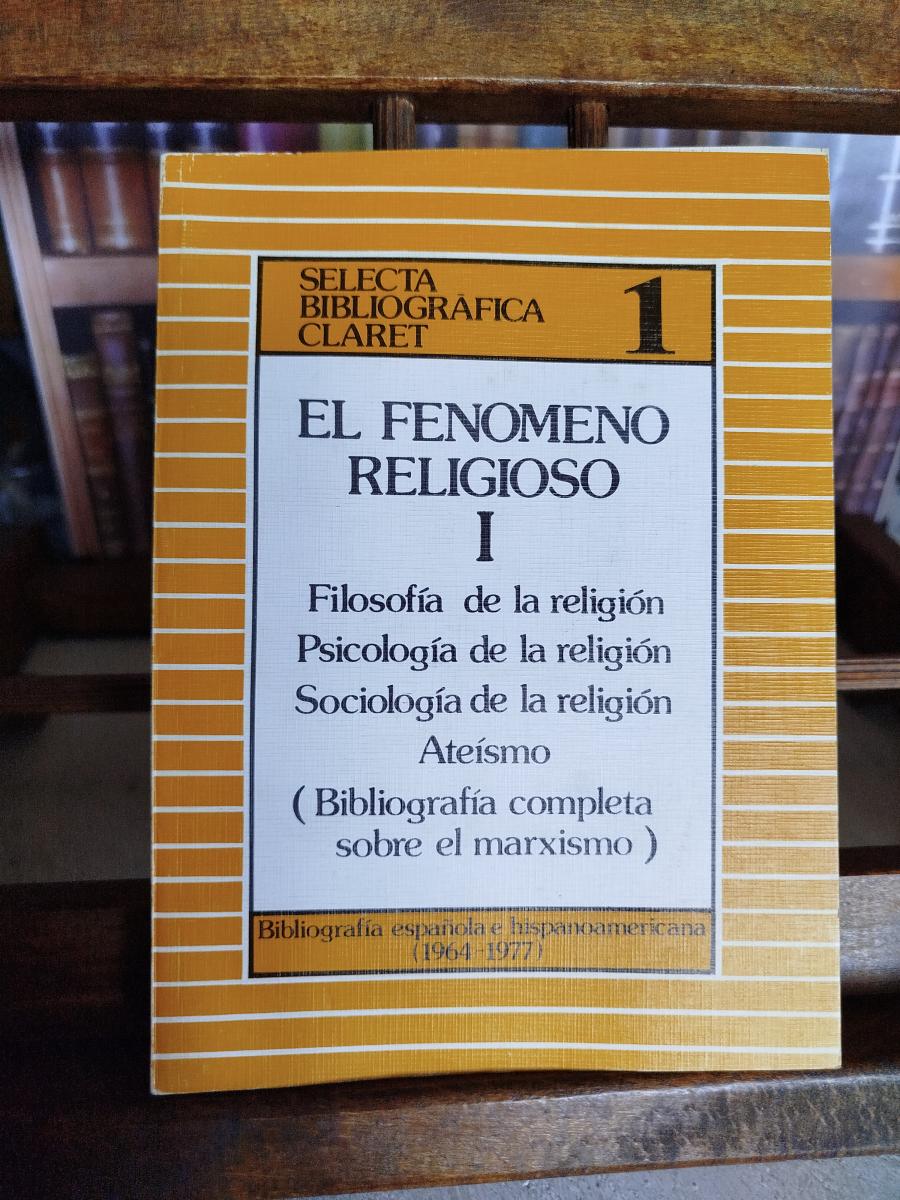 SELECTA
BIBLIOGRÁFICA
CLARET
1
EL FENOMENO
RELIGIOSO
I
Filosofía de la religión
Psicología de la religión
Sociología de la religión
Ateísmo
( Bibliografía completa
sobre el marxismo )
Bibliografía española e hispanoamericana
(1964-1977)